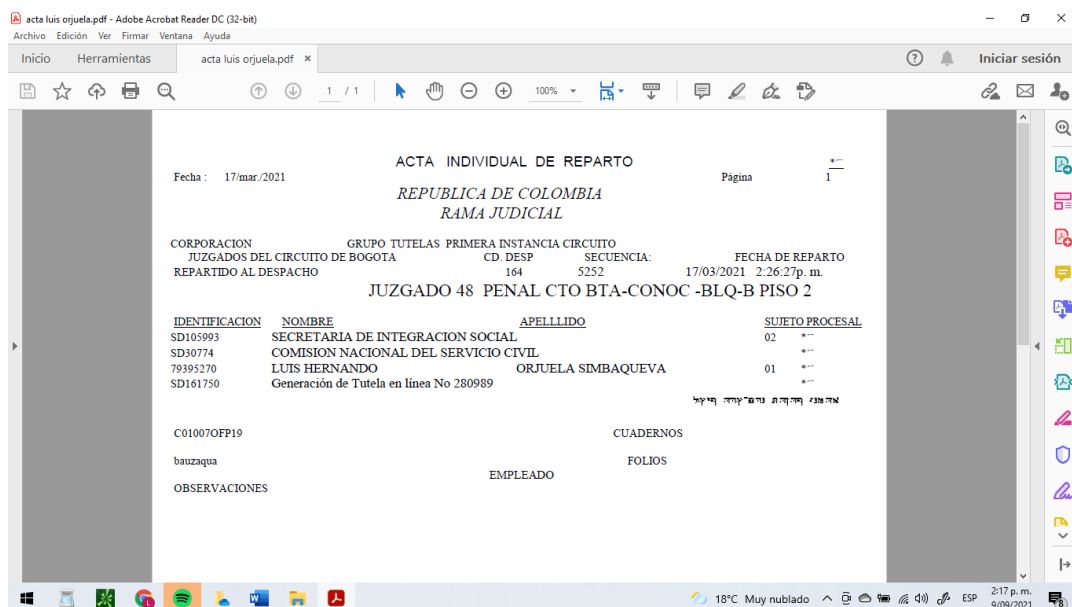 acta luis orjuela.pdf - Adobe Acrobat Reader DC (32-bit)
Archivo Edición Ver Firmar Ventana Ayuda
Inicio Herramientas acta luis orjuela.pdf × Iniciar sesión
1 / 1 100%
ACTA INDIVIDUAL DE REPARTO
Fecha : 17/mar./2021 Página 1
REPUBLICA DE COLOMBIA
RAMA JUDICIAL
CORPORACION GRUPO TUTELAS PRIMERA INSTANCIA CIRCUITO
JUZGADOS DEL CIRCUITO DE BOGOTA CD. DESP SECUENCIA: FECHA DE REPARTO
REPARTIDO AL DESPACHO 164 5252 17/03/2021 2:26:27p. m.
JUZGADO 48 PENAL CTO BTA-CONOC -BLQ-B PISO 2
IDENTIFICACION NOMBRE APELLLIDO SUJETO PROCESAL
SD105993 SECRETARIA DE INTEGRACION SOCIAL 02
SD30774 COMISION NACIONAL DEL SERVICIO CIVIL
79395270 LUIS HERNANDO ORJUELA SIMBAQUEVA 01
SD161750 Generación de Tutela en línea No 280989
C01007OFP19 CUADERNOS
bauzaqua FOLIOS
EMPLEADO
OBSERVACIONES
18°C Muy nublado ESP 2:17 p. m.
9/09/2021 8